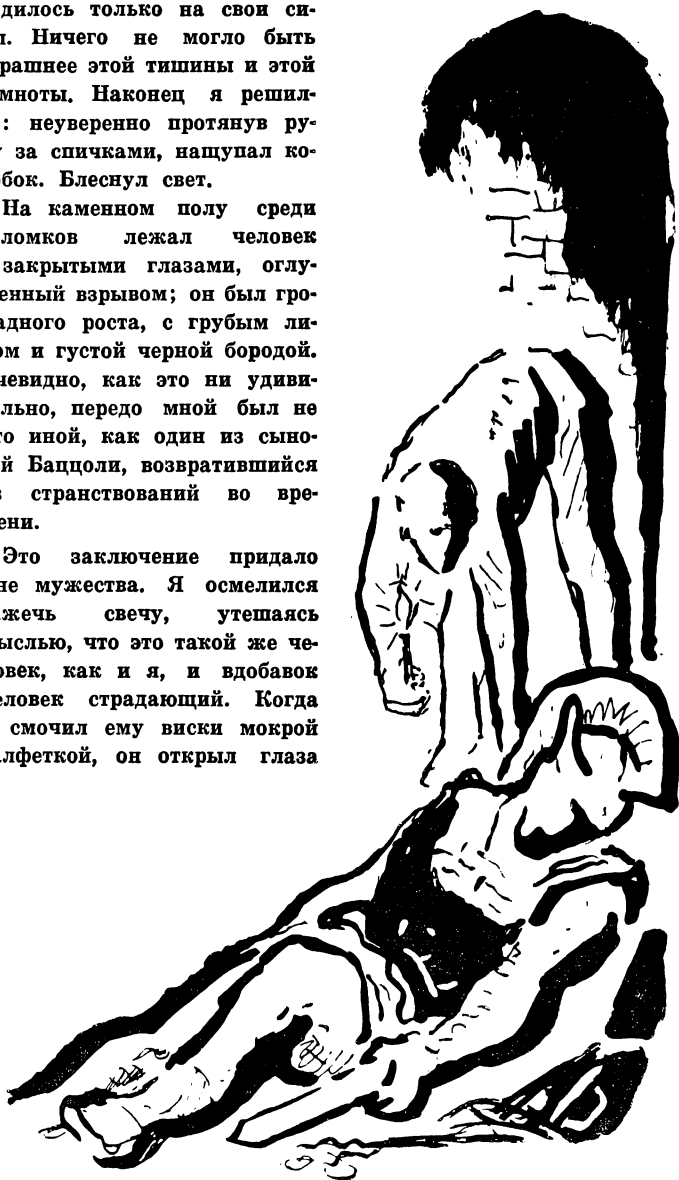 дилось только на свои си-
Ничего не могло быть
рашнее этой тишины и этой
мноты. Наконец я решил-
: неуверенно протянув ру-
за спичками, нащупал ко-
бок. Блеснул свет.
На каменном полу среди
ломков лежал человек
закрытыми глазами, оглу-
енный взрывом; он был гро-
адного роста, с грубым ли-
ом и густой черной бородой.
чевидно, как это ни удиви-
льно, передо мной был не
то иной, как один из сыно-
й Баццоли, возвратившийся
странствований во вре-
ени.
Это заключение придало
не мужества. Я осмелился
жечь свечу, утешаясь
ыслью, что это такой же че-
овек, как и я, и вдобавок
еловек страдающий. Когда
смочил ему виски мокрой
алфеткой, он открыл глаза